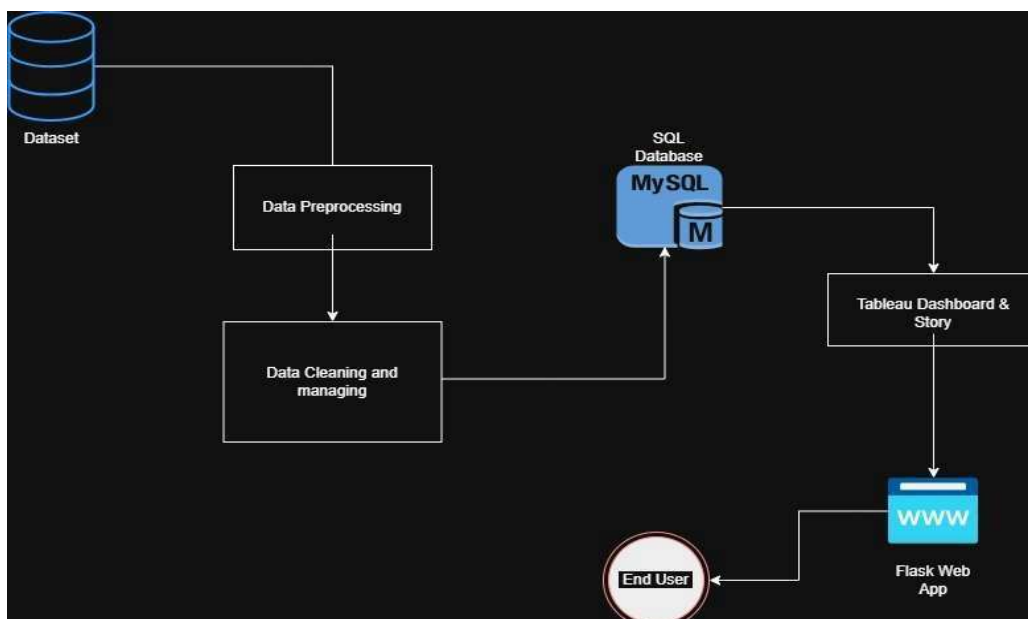 Dataset
Data Preprocessing
Data Cleaning and
managing
SQL
Database
MySQL
M
Tableau Dashboard &
Story
WWW
Flask Web
App
End User